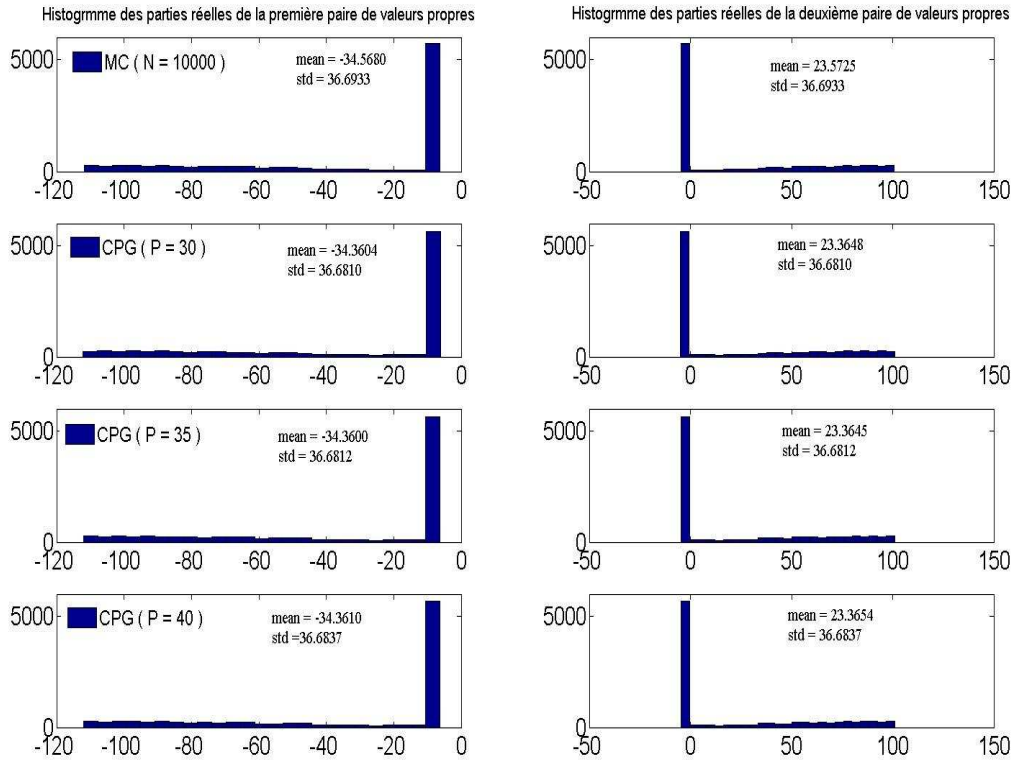 Histogrmme des parties réelles de la première paire de valeurs propres
Histogrmme des parties réelles de la deuxième paire de valeurs propres
5000
MC ( N = 10000 )
mean = -34.5680
std = 36.6933
0
-120 -100 -80 -60 -40 -20 0
5000
mean = 23.5725
std = 36.6933
0
-50 0 50 100 150
5000
CPG ( P = 30 )
mean = -34.3604
std = 36.6810
0
-120 -100 -80 -60 -40 -20 0
5000
mean = 23.3648
std = 36.6810
0
-50 0 50 100 150
5000
CPG ( P = 35 )
mean = -34.3600
std = 36.6812
0
-120 -100 -80 -60 -40 -20 0
5000
mean = 23.3645
std = 36.6812
0
-50 0 50 100 150
5000
CPG ( P = 40 )
mean = -34.3610
std =36.6837
0
-120 -100 -80 -60 -40 -20 0
5000
mean = 23.3654
std = 36.6837
0
-50 0 50 100 150